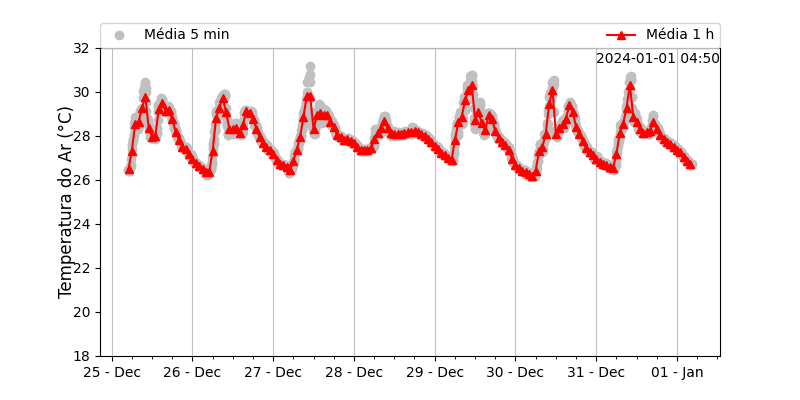 Média 5 min
Média 1 h
2024-01-01 04:50
Temperatura do Ar (°C)
32
30
28
26
24
22
20
18
25 - Dec
26 - Dec
27 - Dec
28 - Dec
29 - Dec
30 - Dec
31 - Dec
01 - Jan